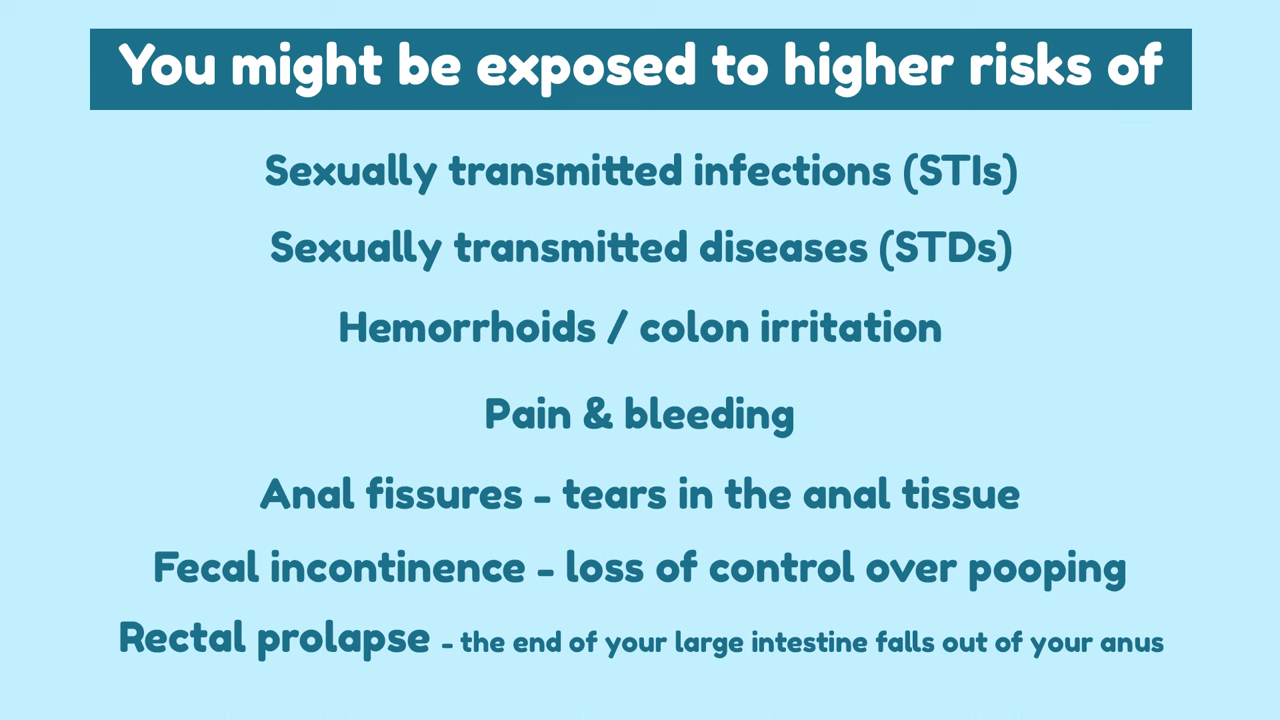 You might be exposed to higher risks of
Sexually transmitted infections (STIs)
Sexually transmitted diseases (STDs)
Hemorrhoids / colon irritation
Pain & bleeding
Anal fissures - tears in the anal tissue
Fecal incontinence - loss of control over pooping
Rectal prolapse - the end of your large intestine falls out of your anus